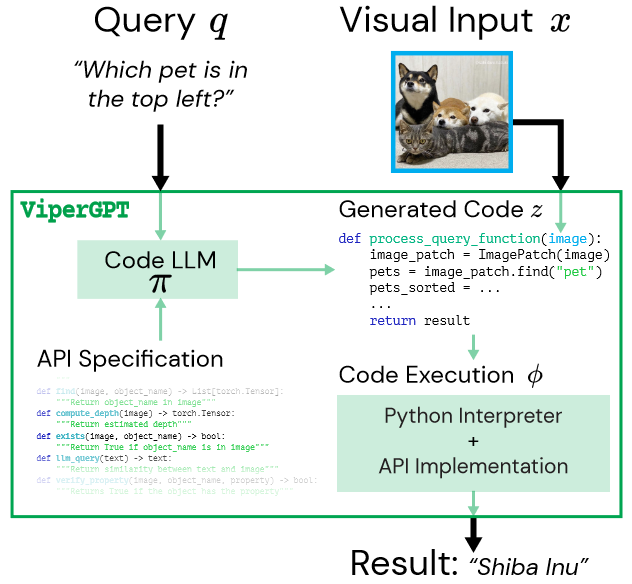 Query q
Visual Input x
“Which pet is in
the top left?”
ViperGPT
Code LLM
π
API Specification
def find(image, object_name) -> List[torch.Tensor]:
"""Return object_name in image"""
def compute_depth(image) -> torch.Tensor:
"""Return estimated depth"""
def exists(image, object_name) -> bool:
"""Return True if object_name is in image"""
def llm_query(text) -> text:
"""Return similarity between text and image"""
def verify_property(image, object_name, property) -> bool:
"""Returns True if the object has the property"""
Generated Code z
def process_query_function(image):
image_patch = ImagePatch(image)
pets = image_patch.find("pet")
pets_sorted = ...
...
return result
Code Execution ϕ
Python Interpreter
+
API Implementation
Result: “Shiba Inu”